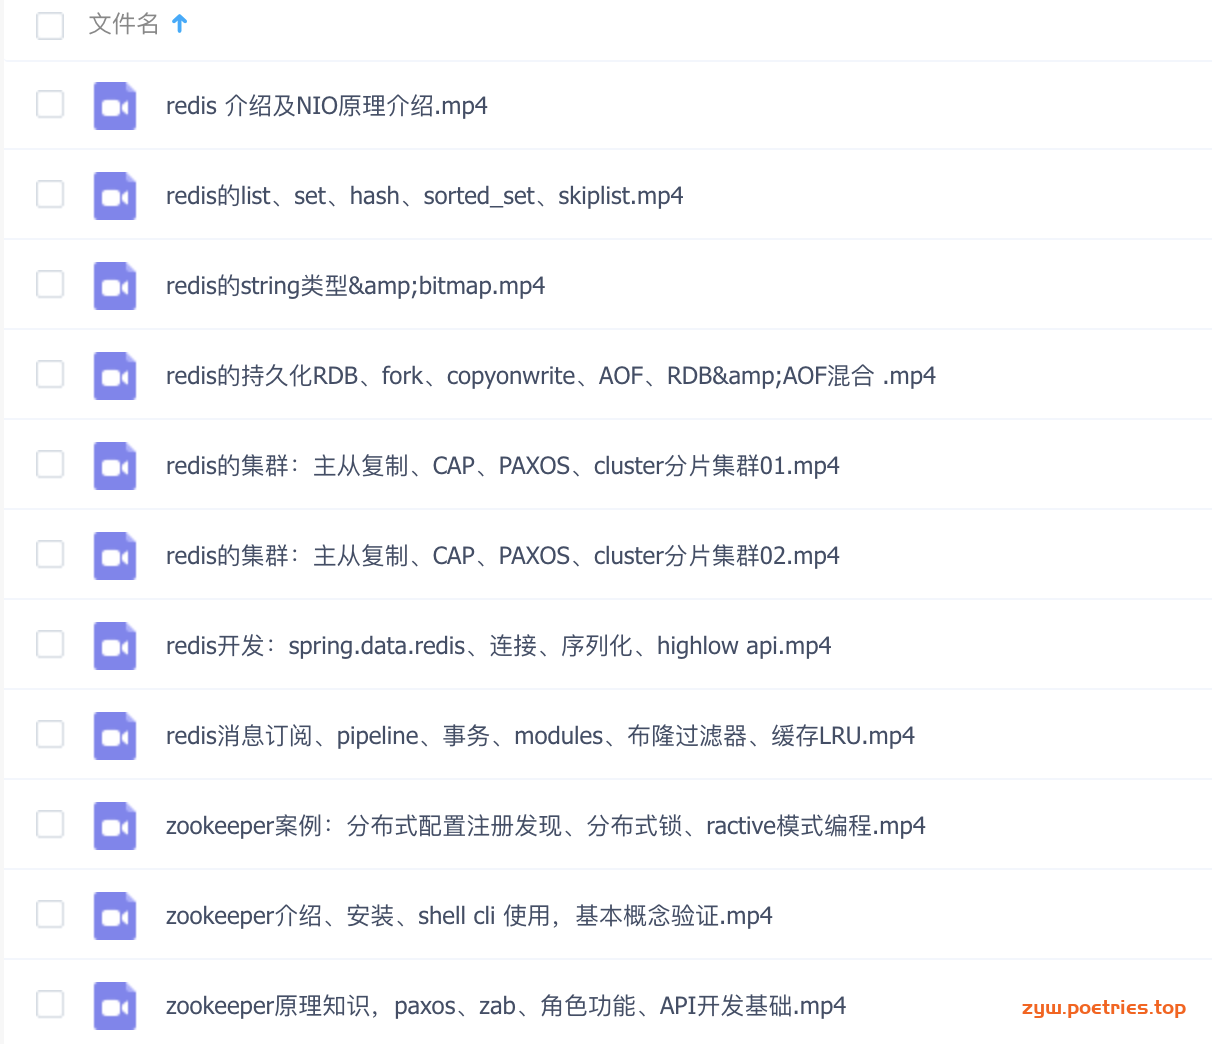 文件名
redis 介绍及NIO原理介绍.mp4
redis的list、set、hash、sorted_set、skiplist.mp4
redis的string类型&amp;bitmap.mp4
redis的持久化RDB、fork、copyonwrite、AOF、RDB&amp;AOF混合 .mp4
redis的集群：主从复制、CAP、PAXOS、cluster分片集群01.mp4
redis的集群：主从复制、CAP、PAXOS、cluster分片集群02.mp4
redis开发：spring.data.redis、连接、序列化、highlow api.mp4
redis消息订阅、pipeline、事务、modules、布隆过滤器、缓存LRU.mp4
zookeeper案例：分布式配置注册发现、分布式锁、ractive模式编程.mp4
zookeeper介绍、安装、shell cli 使用，基本概念验证.mp4
zookeeper原理知识，paxos、zab、角色功能、API开发基础.mp4
zyw.poetries.top